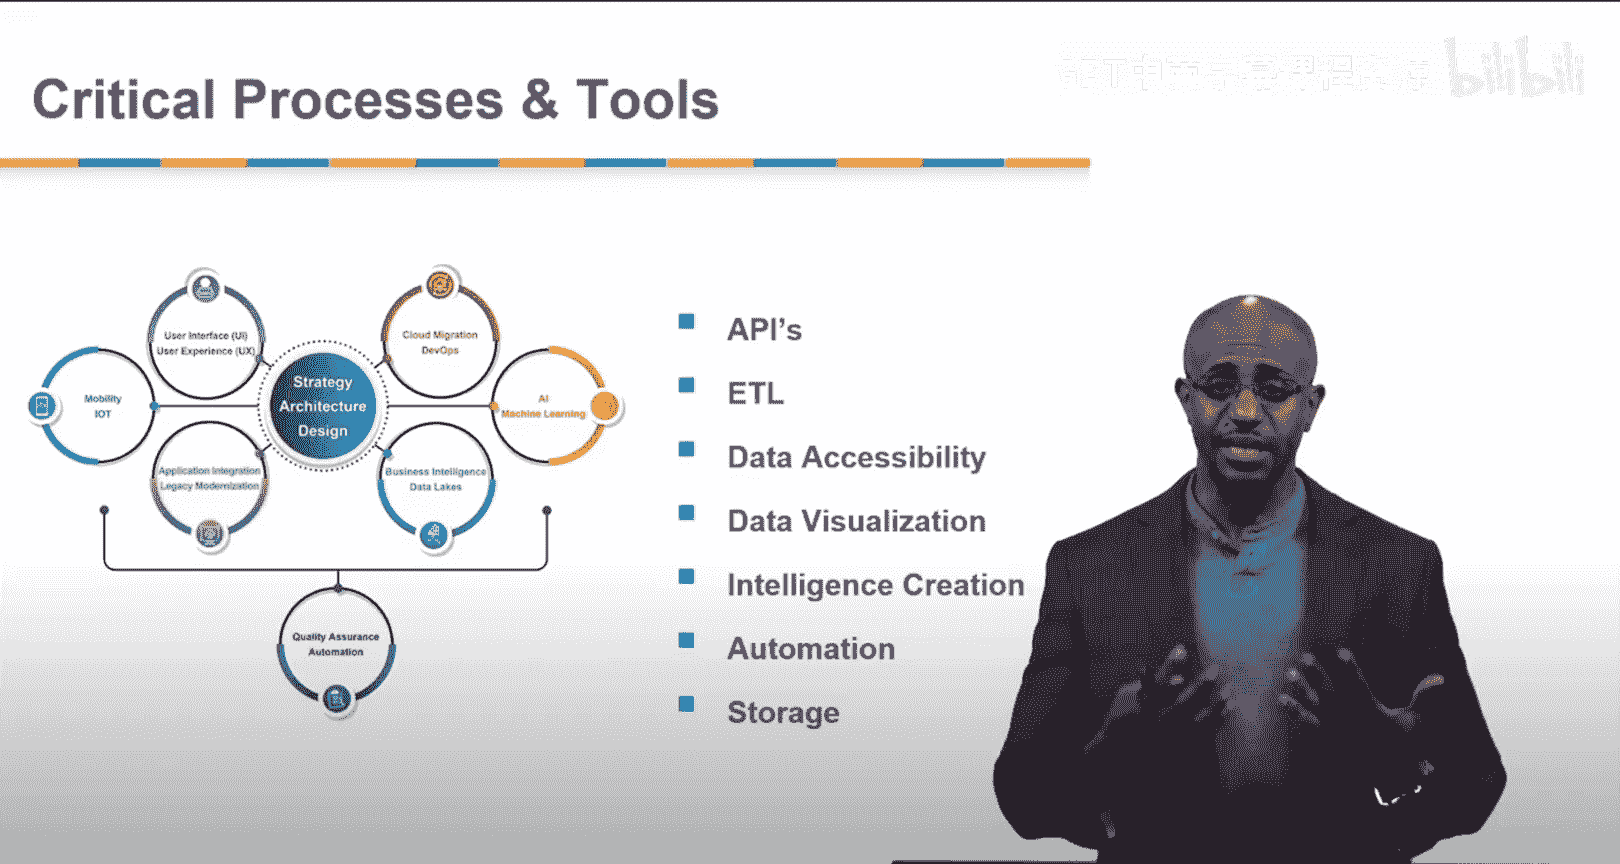 Critical Processes & Tools
bilibili
User Interface (UI)
User Experience (UX)
Cloud Migration
DevOps
Mobility
IOT
Strategy
Architecture
Design
AI
Machine Learning
Application Integration
Legacy Modernization
Business Intelligence
Data Lakes
Quality Assurance
Automation
API's
ETL
Data Accessibility
Data Visualization
Intelligence Creation
Automation
Storage